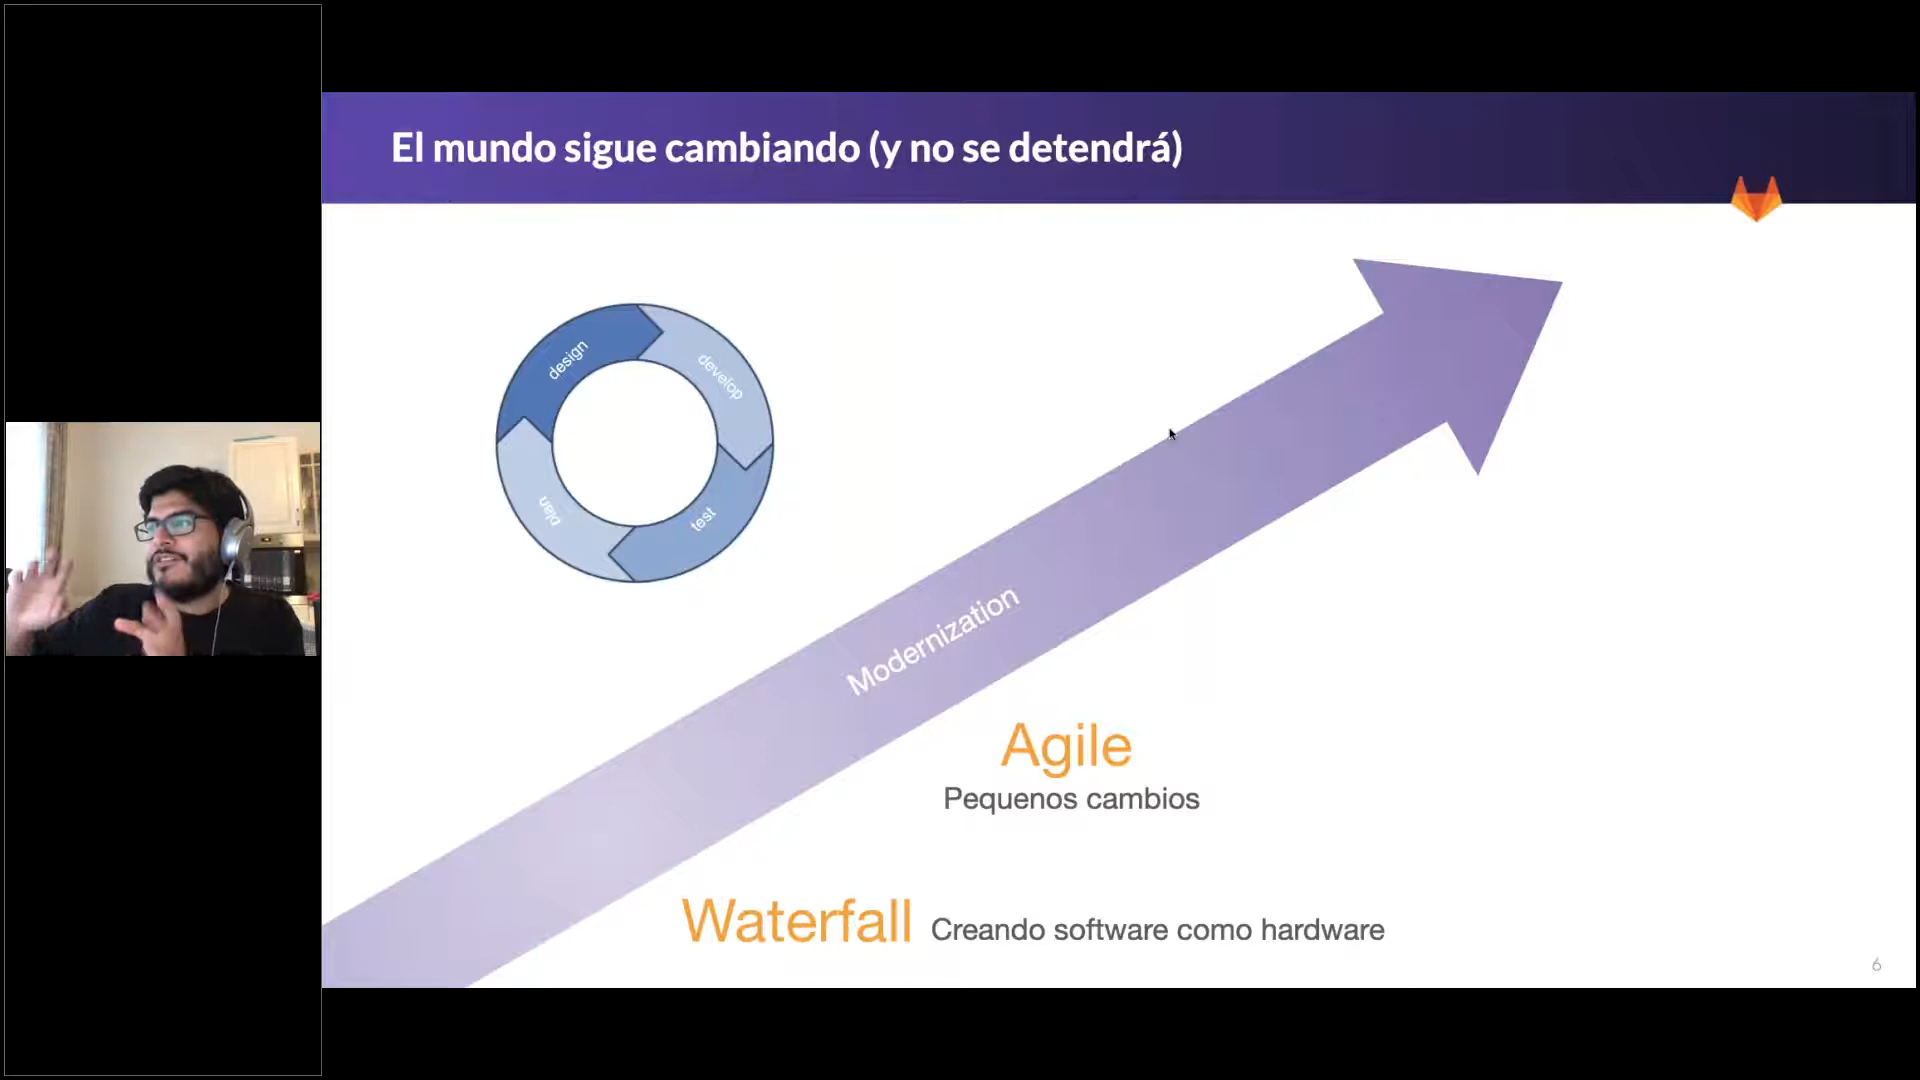 El mundo sigue cambiando (y no se detendrá)
design
develop
plan
test
Modernization
Agile
Pequenos cambios
Waterfall Creando software como hardware
6